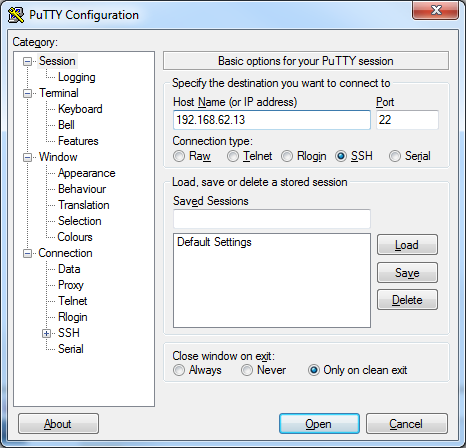 PuTTY Configuration
Category:
Session
Logging
Terminal
Keyboard
Bell
Features
Window
Appearance
Behaviour
Translation
Selection
Colours
Connection
Data
Proxy
Telnet
Rlogin
SSH
Serial
Basic options for your PuTTY session
Specify the destination you want to connect to
Host Name (or IP address) Port
192.168.62.13 22
Connection type:
Raw Telnet Rlogin SSH Serial
Load, save or delete a stored session
Saved Sessions
Default Settings
Load
Save
Delete
Close window on exit:
Always Never Only on clean exit
About Open Cancel